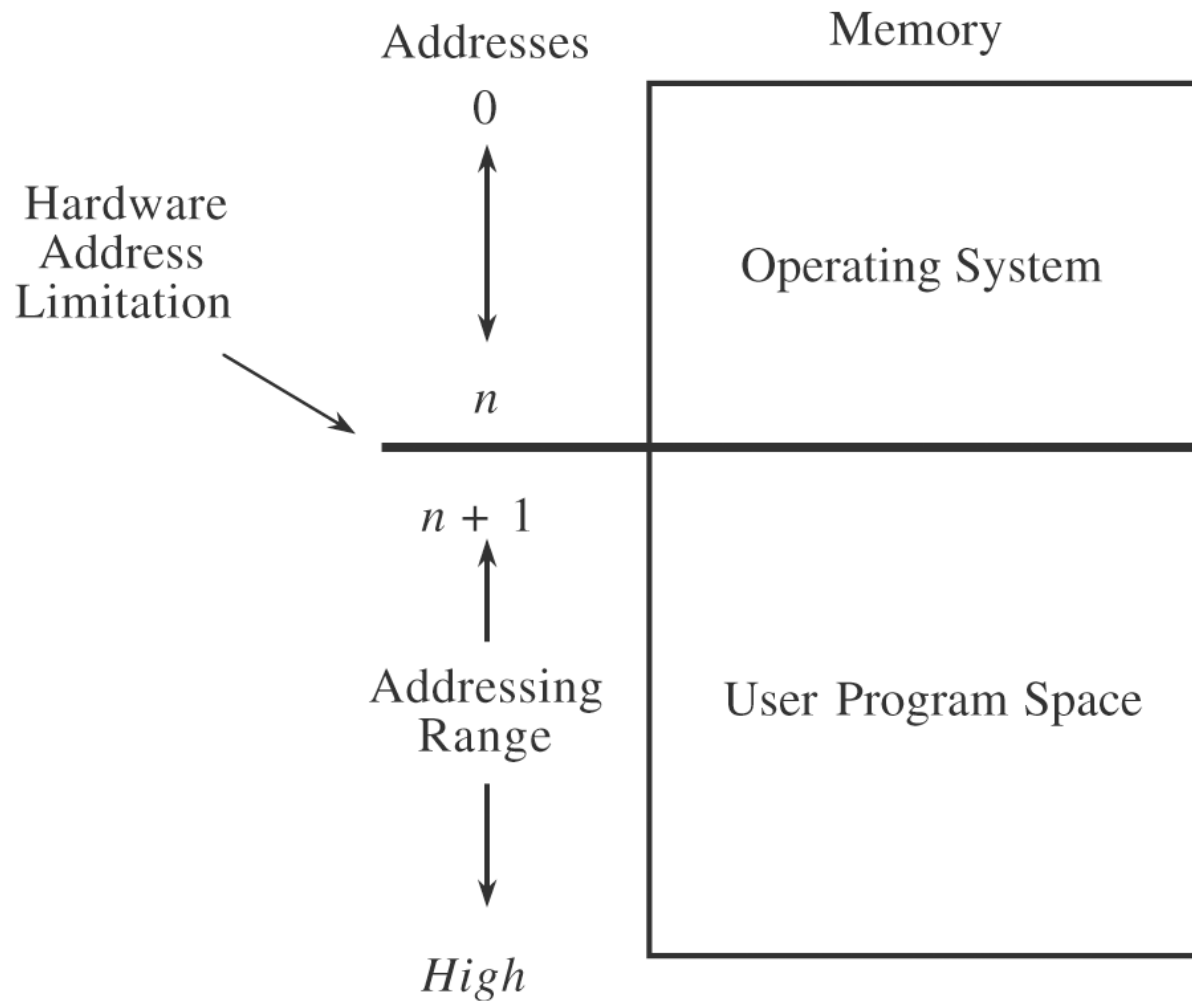 Addresses
Memory
0
Hardware
Address
Limitation
Operating System
n
n + 1
Addressing
Range
User Program Space
High